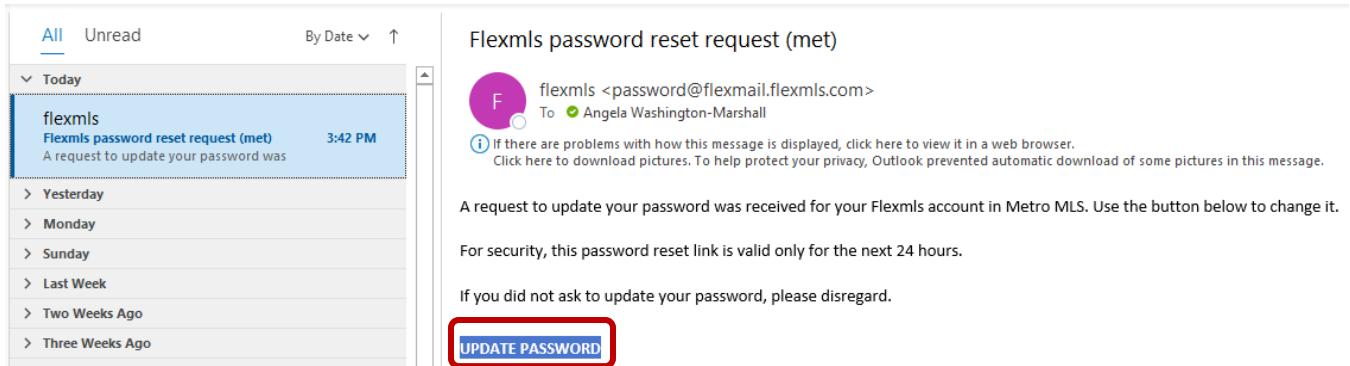 All Unread By Date
Today
flexmls
Flexmls password reset request (met) 3:42 PM
A request to update your password was
Yesterday
Monday
Sunday
Last Week
Two Weeks Ago
Three Weeks Ago
Flexmls password reset request (met)
F
flexmls <password@flexmail.flexmls.com>
To Angela Washington-Marshall
If there are problems with how this message is displayed, click here to view it in a web browser.
Click here to download pictures. To help protect your privacy, Outlook prevented automatic download of some pictures in this message.
A request to update your password was received for your Flexmls account in Metro MLS. Use the button below to change it.
For security, this password reset link is valid only for the next 24 hours.
If you did not ask to update your password, please disregard.
UPDATE PASSWORD